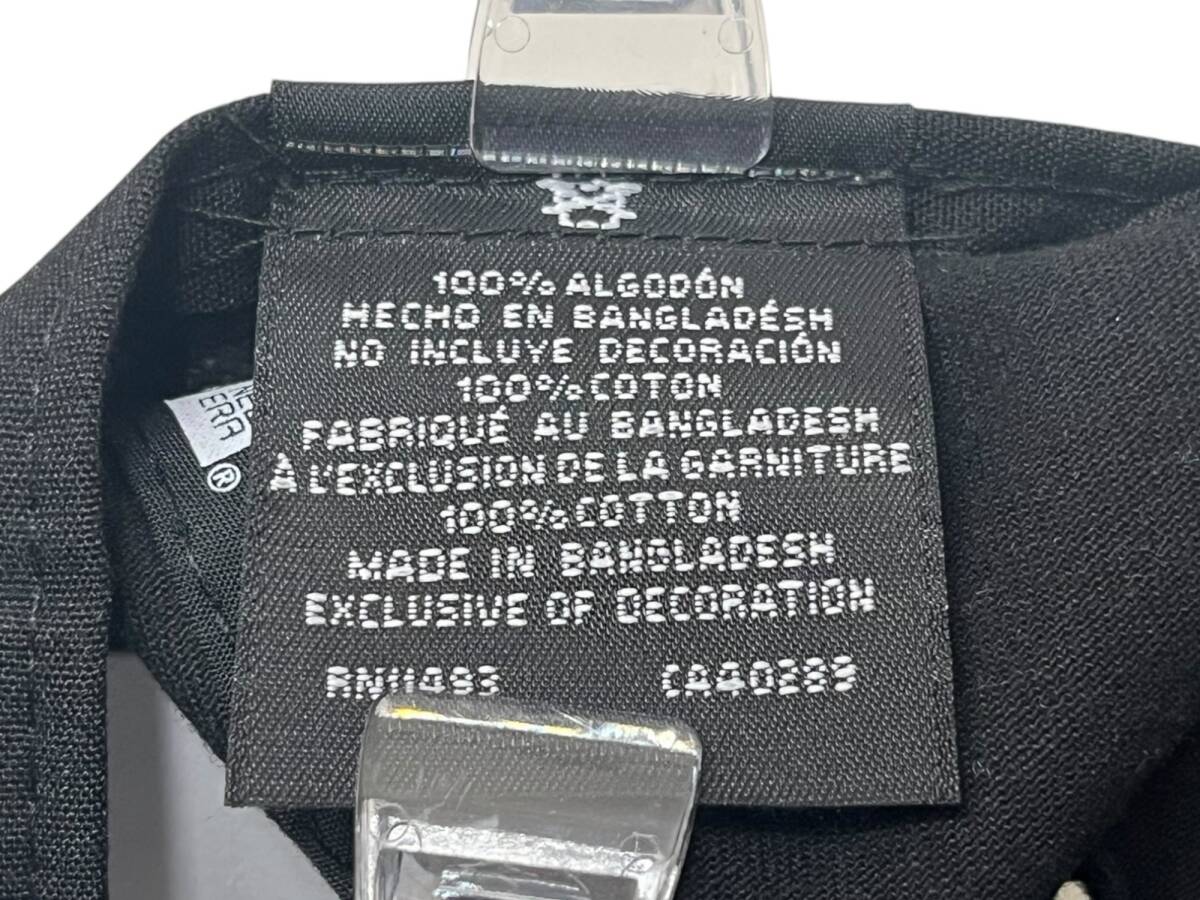 100% ALGODÓN
HECHO EN BANGLADÉSH
NO INCLUYE DECORACIÓN
100% COTON
FABRIQUÉ AU BANGLADESH
À L'EXCLUSION DE LA GARNITURE
100% COTTON
MADE IN BANGLADESH
EXCLUSIVE OF DECORATION
RN11493 CA40289
ERA
®